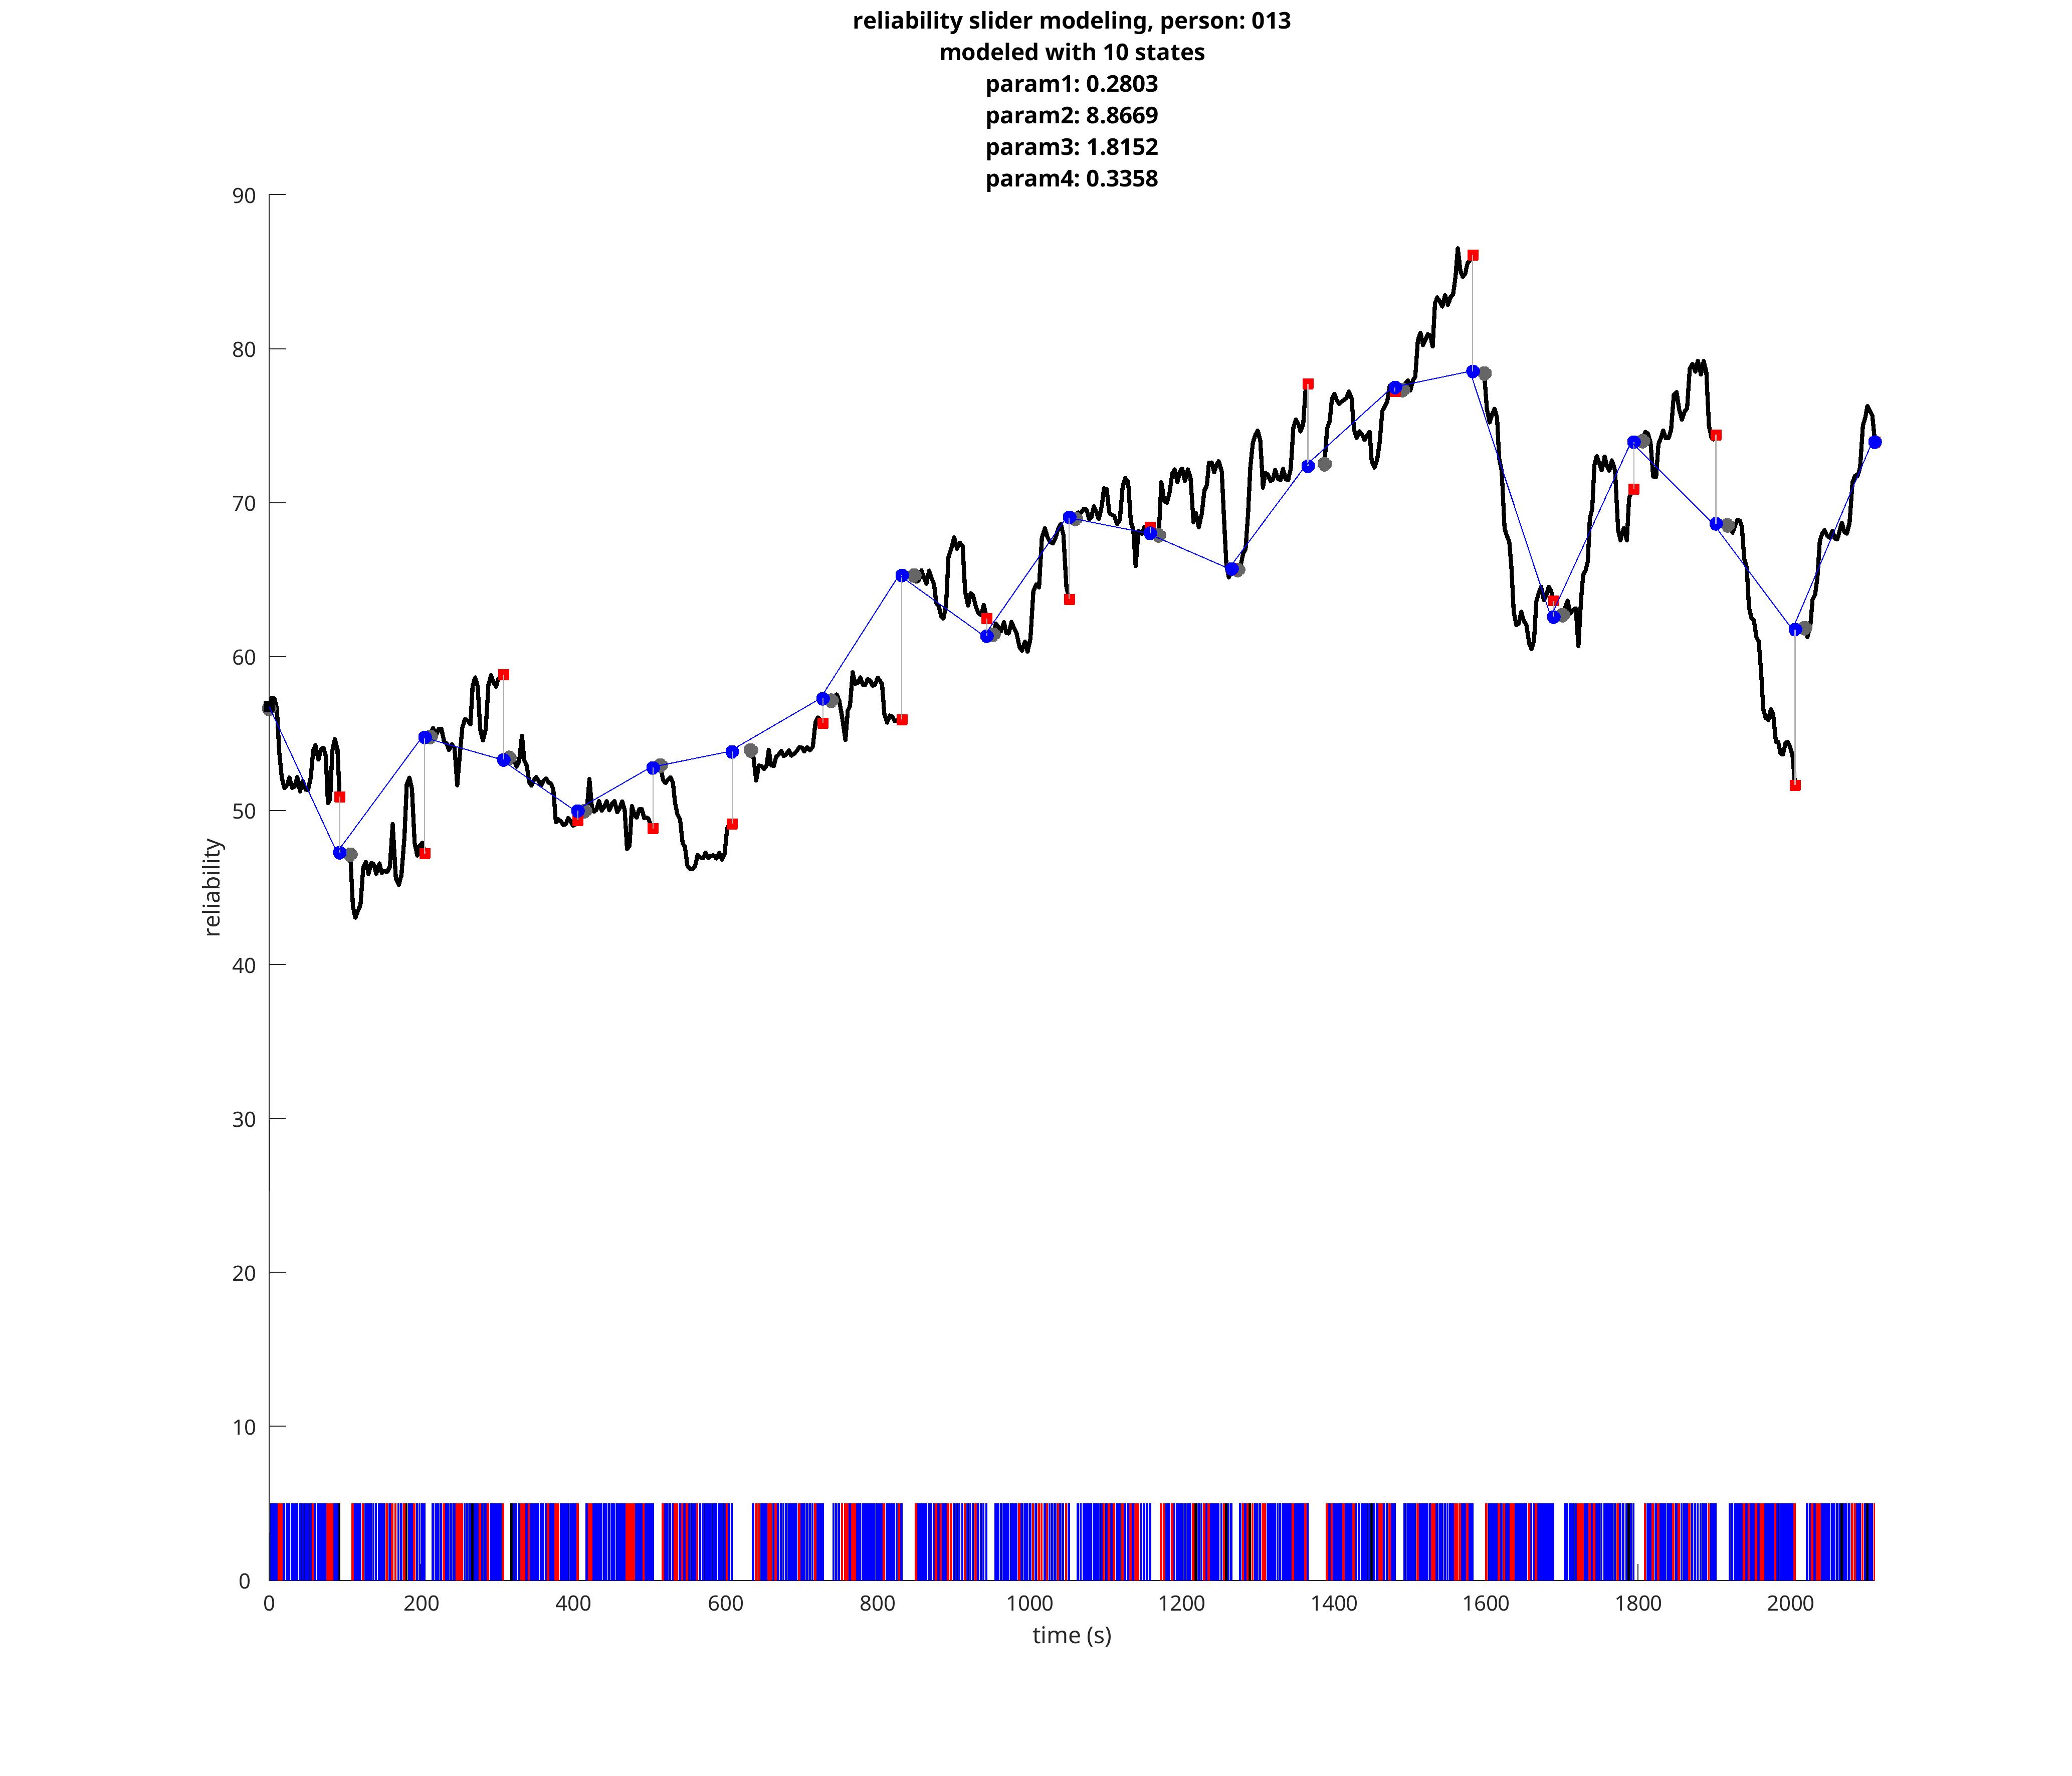 reliability slider modeling, person: 013
modeled with 10 states
param1: 0.2803
param2: 8.8669
param3: 1.8152
param4: 0.3358
90
80
70
60
50
40
30
20
10
0
reliability
0 200 400 600 800 1000 1200 1400 1600 1800 2000
time (s)